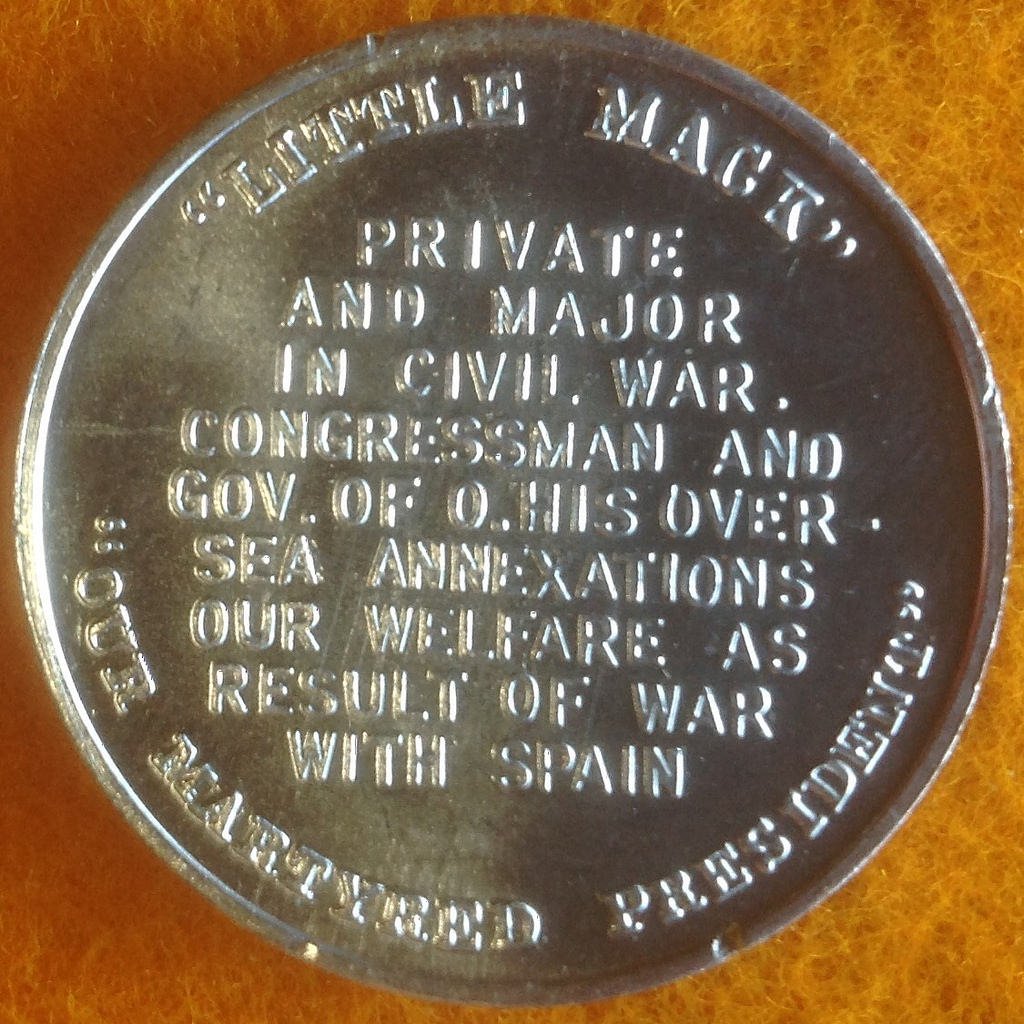 “LITTLE MACK”
PRIVATE
AND MAJOR
IN CIVIL WAR.
CONGRESSMAN AND
GOV. OF O. HIS OVER-
SEA ANNEXATIONS
OUR WELFARE AS
RESULT OF WAR
WITH SPAIN
“OUR MARTYRED PRESIDENT”